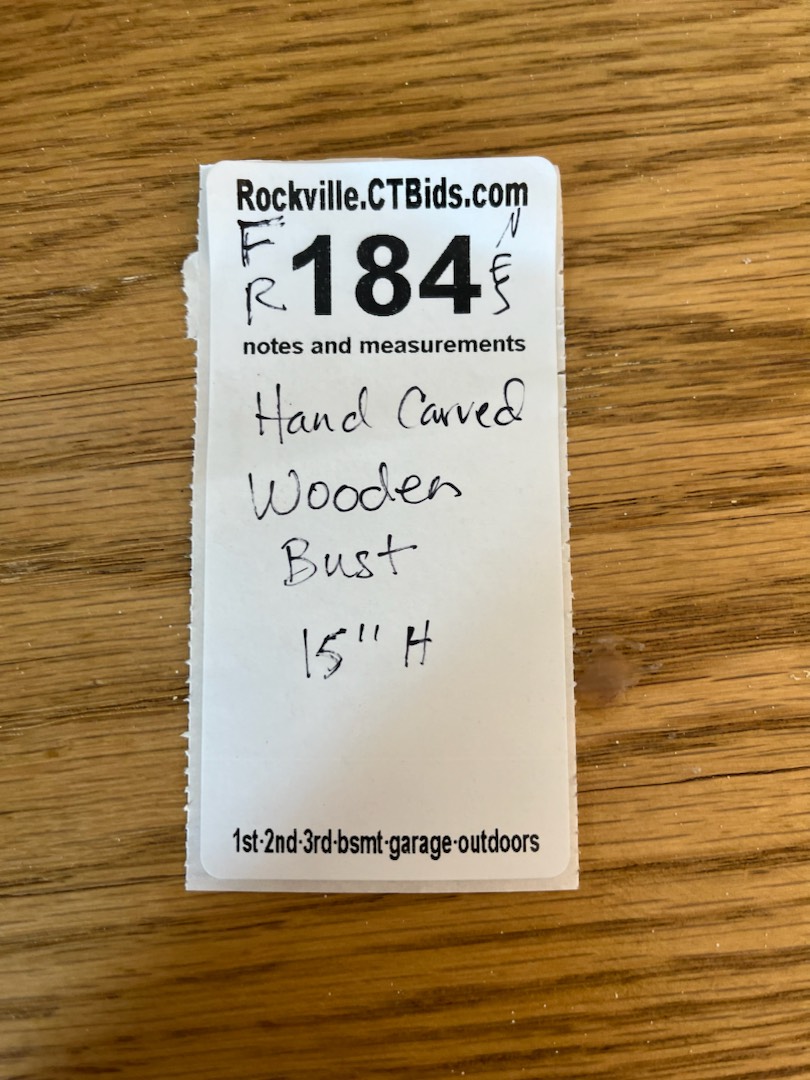 Rockville.CTBids.com
F N
R 184 E
S
notes and measurements
Hand Carved
Wooden
Bust
15" H
1st·2nd·3rd·bsmt·garage·outdoors